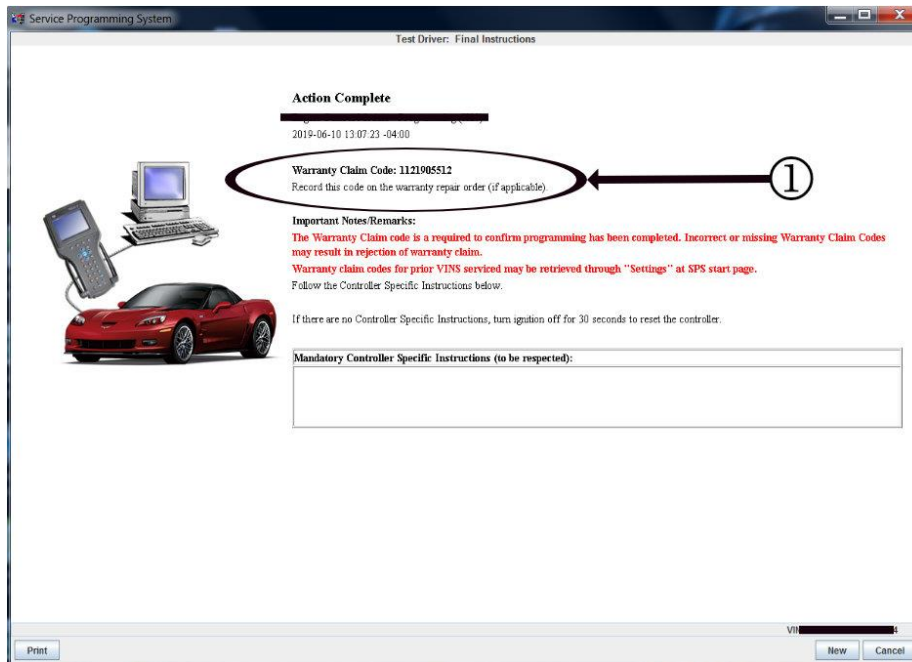 Service Programming System
Test Driver: Final Instructions
Action Complete
2019-06-10 13:07:23 -04:00
Warranty Claim Code: 1121905512
Record this code on the warranty repair order (if applicable).
1
Important Notes/Remarks:
The Warranty Claim code is a required to confirm programming has been completed. Incorrect or missing Warranty Claim Codes
may result in rejection of warranty claim.
Warranty claim codes for prior VINS serviced may be retrieved through "Settings" at SPS start page.
Follow the Controller Specific Instructions below.
If there are no Controller Specific Instructions, turn ignition off for 30 seconds to reset the controller.
Mandatory Controller Specific Instructions (to be respected):
4
Print
New
Cancel